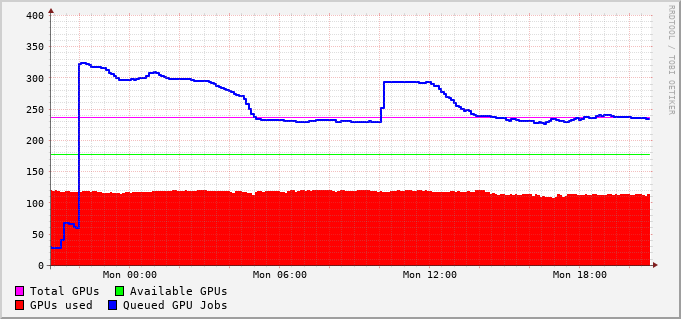 RRDTOOL / TOBI OETIKER
400
350
300
250
200
150
100
50
0
Mon 00:00 Mon 06:00 Mon 12:00 Mon 18:00
Total GPUs Available GPUs
GPUs used Queued GPU Jobs